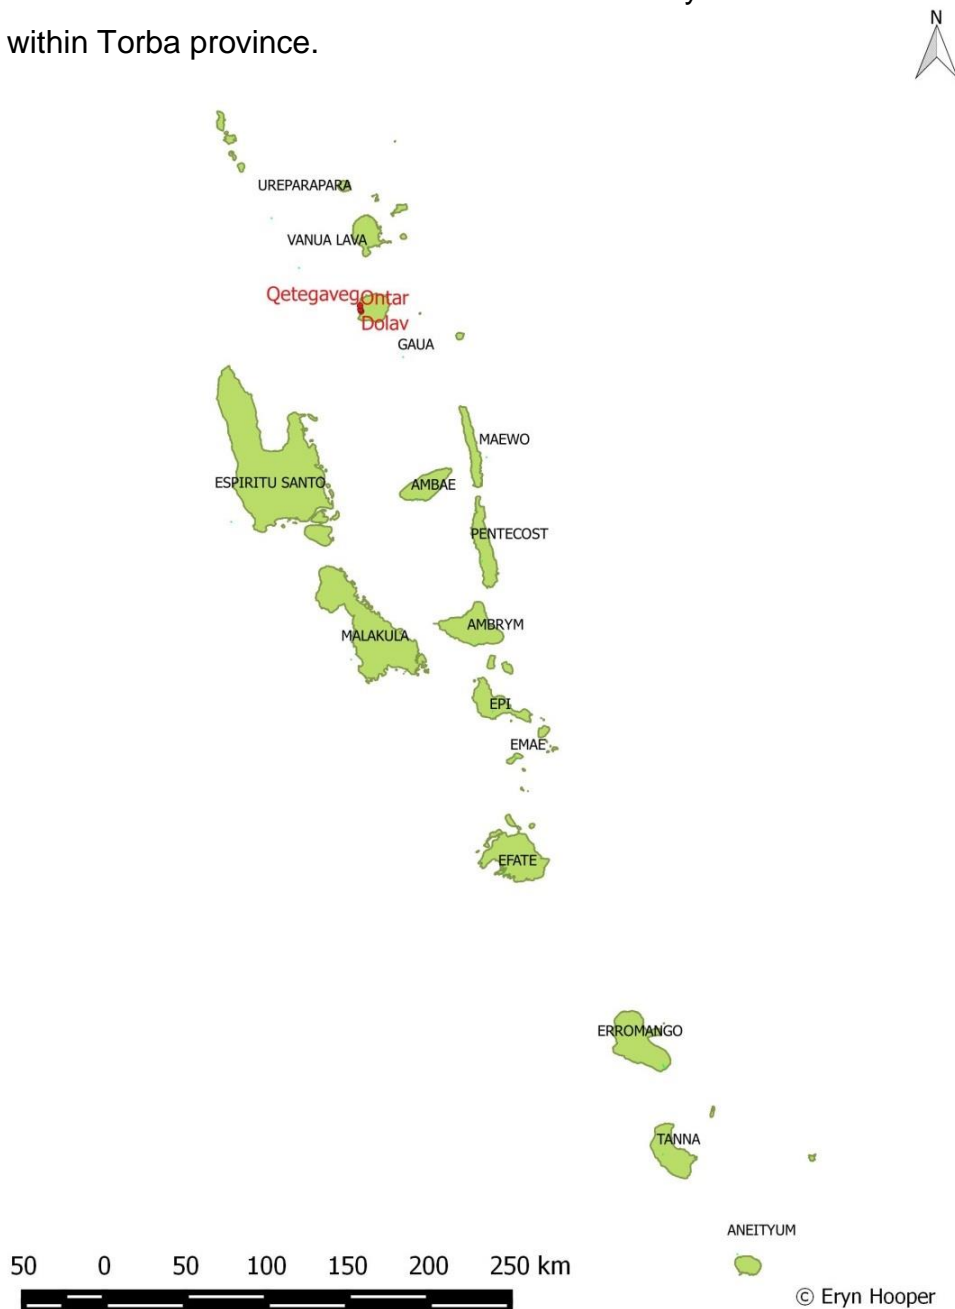 within Torba province.
N
UREPARAPARA
VANUA LAVA
Qetegaveg
Ontar
Dolav
GAUA
MAEWO
ESPIRITU SANTO
AMBAE
PENTECOST
AMBRYM
MALAKULA
EPI
EMAE
EFATE
ERROMANGO
TANNA
ANEITYUM
50 0 50 100 150 200 250 km
© Eryn Hooper